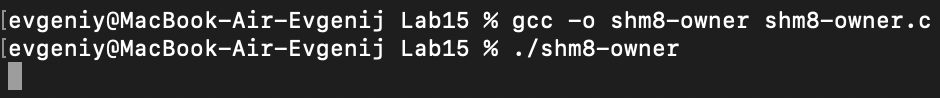 [evgeniy@MacBook-Air-Evgenij Lab15 % gcc -o shm8-owner shm8-owner.c
[evgeniy@MacBook-Air-Evgenij Lab15 % ./shm8-owner